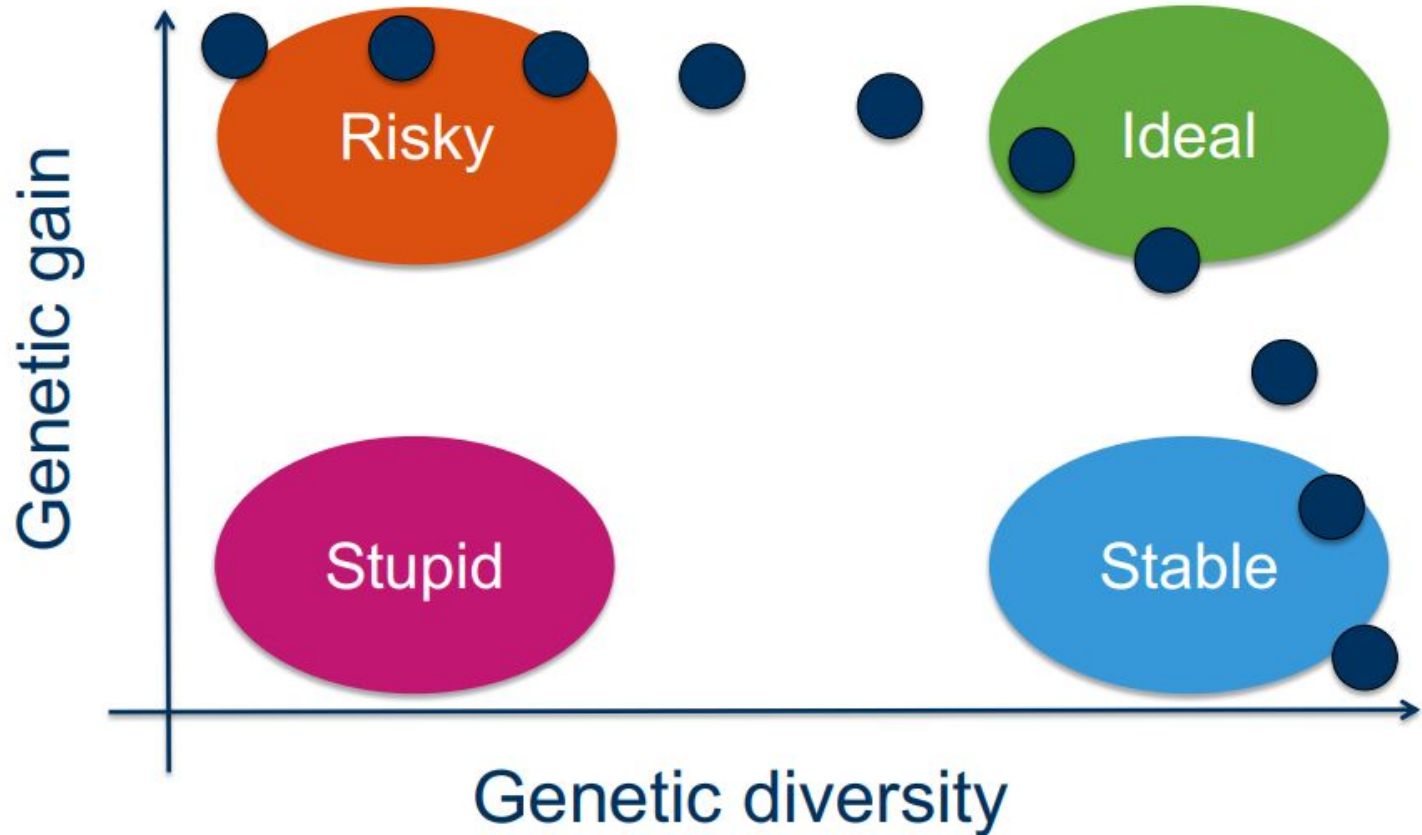 Genetic gain
Risky
Ideal
Stupid
Stable
Genetic diversity